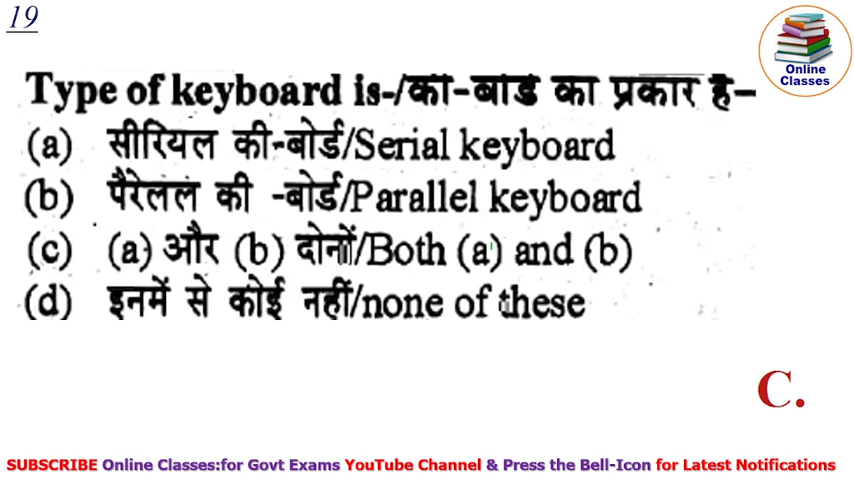 19
Online
Classes
Type of keyboard is-/की-बोर्ड का प्रकार है–
(a) सीरियल की-बोर्ड/Serial keyboard
(b) पैरेलल की -बोर्ड/Parallel keyboard
(c) (a) और (b) दोनों/Both (a) and (b)
(d) इनमें से कोई नहीं/none of these
C.
SUBSCRIBE Online Classes:for Govt Exams YouTube Channel & Press the Bell-Icon for Latest Notifications